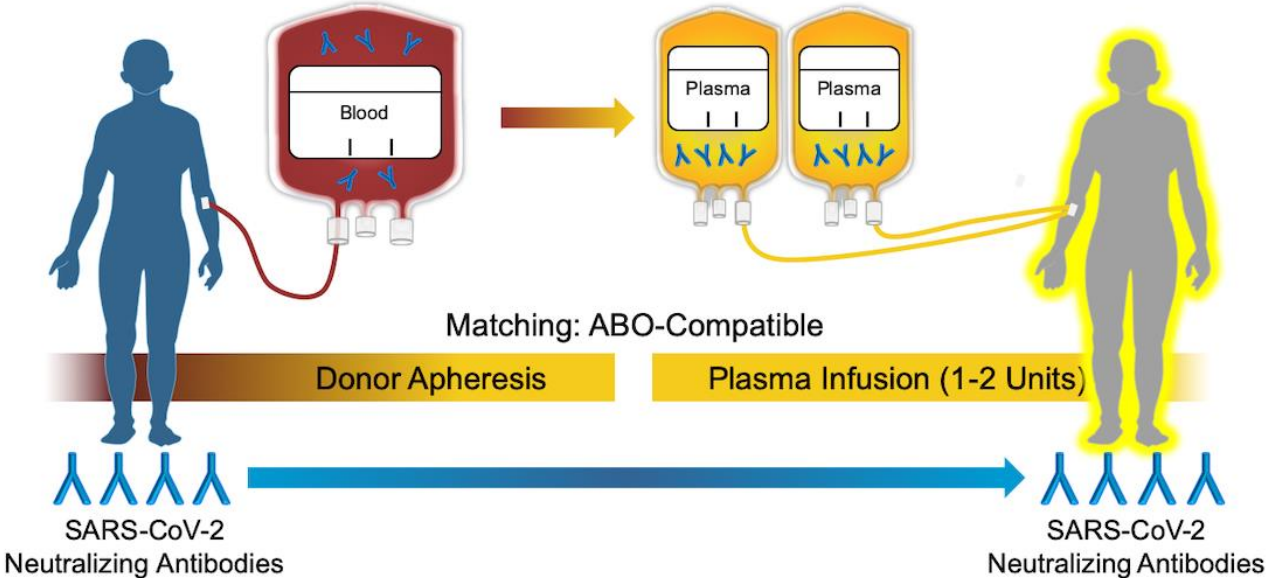 Blood
Plasma
Plasma
Matching: ABO-Compatible
Donor Apheresis
Plasma Infusion (1-2 Units)
SARS-CoV-2
Neutralizing Antibodies
SARS-CoV-2
Neutralizing Antibodies